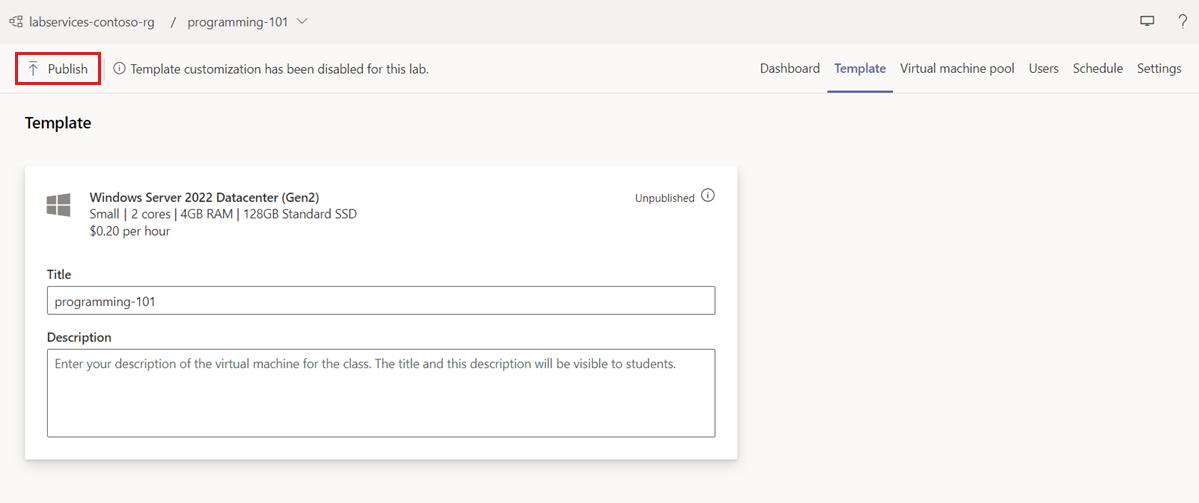 labservices-contoso-rg / programming-101
?
Publish
Template customization has been disabled for this lab.
Dashboard Template Virtual machine pool Users Schedule Settings
Template
Windows Server 2022 Datacenter (Gen2)
Unpublished
Small | 2 cores | 4GB RAM | 128GB Standard SSD
$0.20 per hour
Title
programming-101
Description
Enter your description of the virtual machine for the class. The title and this description will be visible to students.